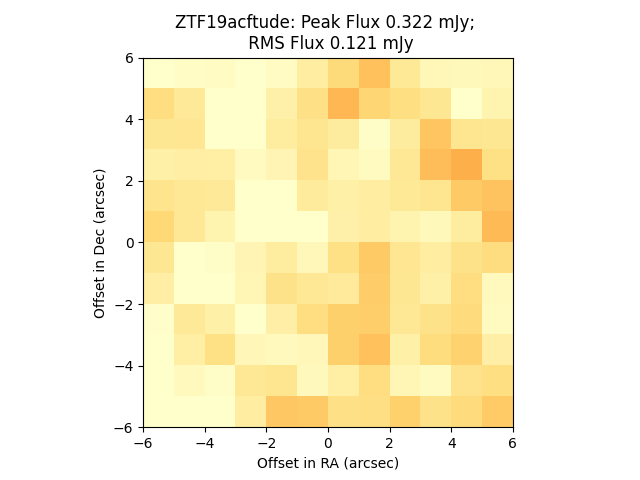 ZTF19acftude: Peak Flux 0.322 mJy;
RMS Flux 0.121 mJy
6
4
2
0
−2
−4
−6
Offset in Dec (arcsec)
−6 −4 −2 0 2 4 6
Offset in RA (arcsec)